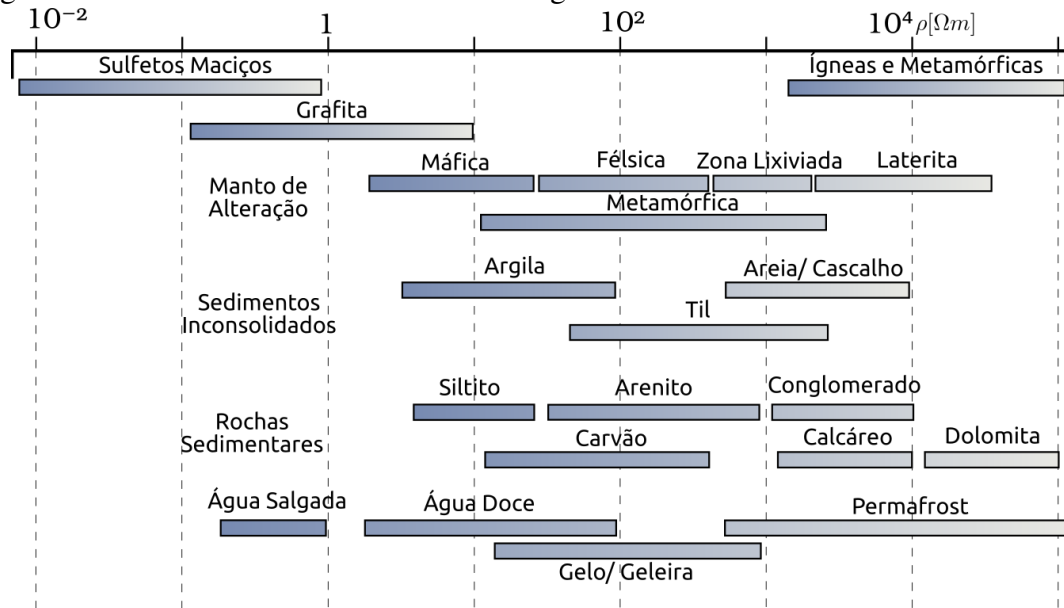 10⁻² 1 10² 10⁴ ρ[Ωm]
Sulfetos Maciços Ígneas e Metamórficas
Grafita
Máfica Félsica Zona Lixiviada Laterita
Manto de
Alteração
Metamórfica
Argila Areia/ Cascalho
Sedimentos
Inconsolidados
Til
Siltito Arenito Conglomerado
Rochas
Sedimentares
Carvão Calcáreo Dolomita
Água Salgada Água Doce Permafrost
Gelo/ Geleira